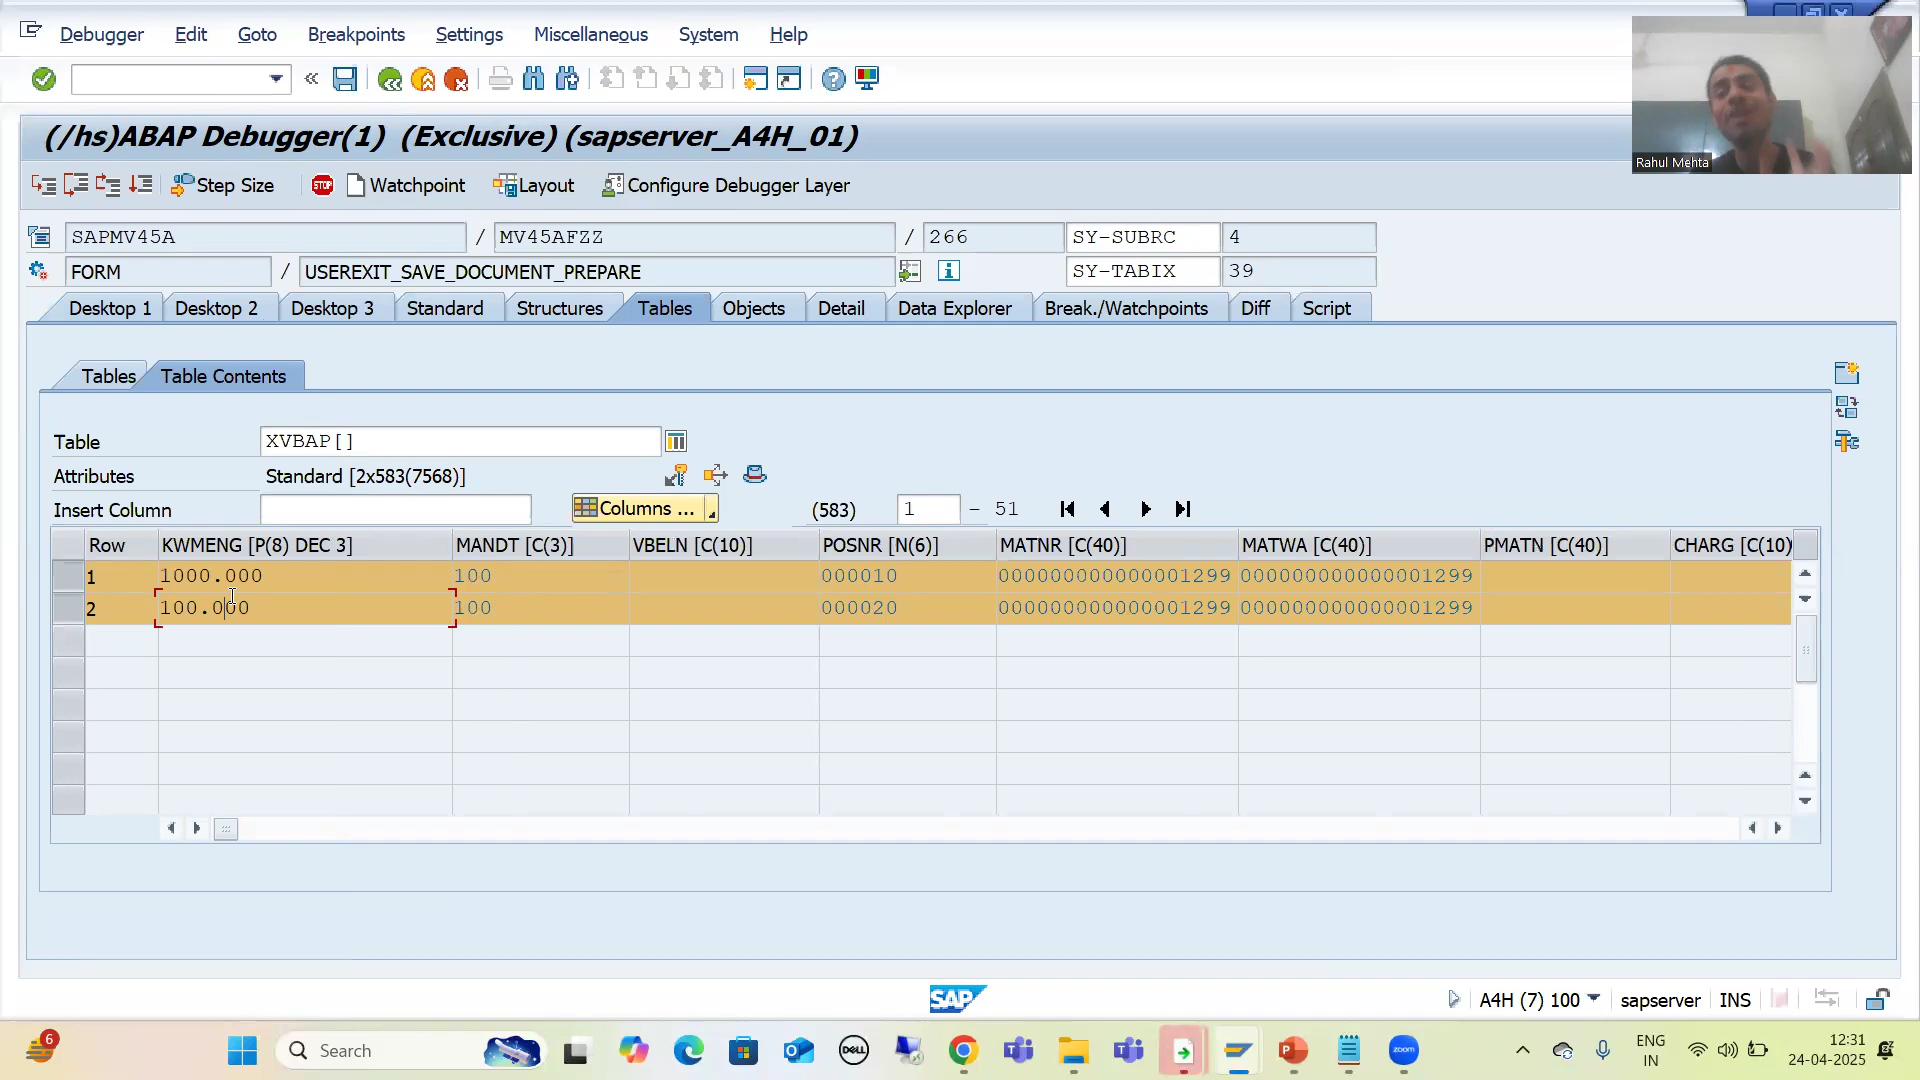 Debugger Edit Goto Breakpoints Settings Miscellaneous System Help
Rahul Mehta
(/hs)ABAP Debugger(1) (Exclusive) (sapserver_A4H_01)
Step Size STOP Watchpoint Layout Configure Debugger Layer
SAPMV45A / MV45AFZZ / 266 SY-SUBRC 4
FORM / USEREXIT_SAVE_DOCUMENT_PREPARE SY-TABIX 39
Desktop 1 Desktop 2 Desktop 3 Standard Structures Tables Objects Detail Data Explorer Break./Watchpoints Diff Script
Tables Table Contents
Table XVBAP[]
Attributes Standard [2x583(7568)]
Insert Column Columns ... (583) 1 - 51
Row KWMENG [P(8) DEC 3] MANDT [C(3)] VBELN [C(10)] POSNR [N(6)] MATNR [C(40)] MATWA [C(40)] PMATN [C(40)] CHARG [C(10)
1 1000.000 100 000010 000000000000001299 000000000000001299
2 100.000 100 000020 000000000000001299 000000000000001299
SAP
A4H (7) 100 sapserver INS
6 Search DELL zoom ENG 12:31
IN 24-04-2025